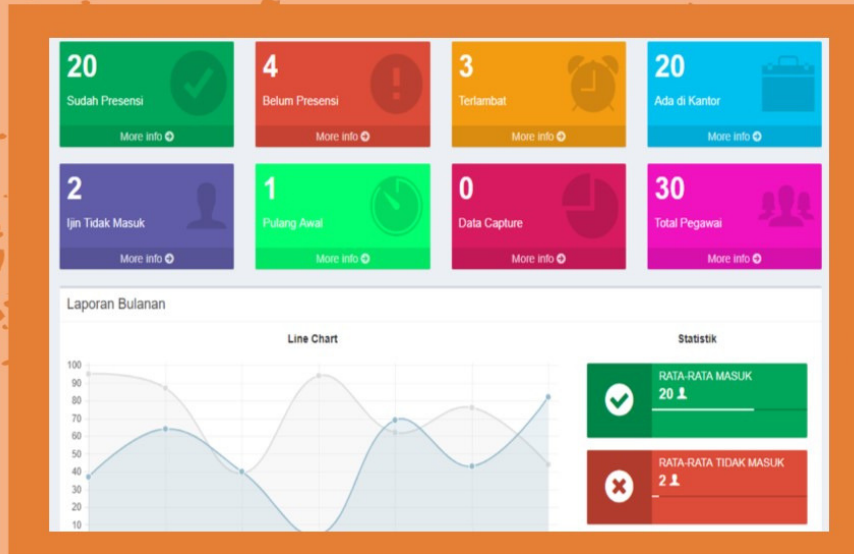 20
Sudah Presensi
More info
4
Belum Presensi
More info
3
Terlambat
More info
20
Ada di Kantor
More info
2
Ijin Tidak Masuk
More info
1
Pulang Awal
More info
0
Data Capture
More info
30
Total Pegawai
More info
Laporan Bulanan
Line Chart
100
90
80
70
60
50
40
30
20
10
Statistik
RATA-RATA MASUK
20
RATA-RATA TIDAK MASUK
2